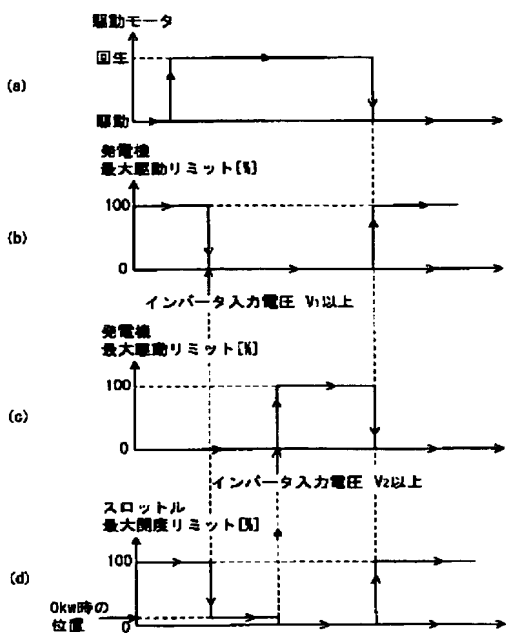 駆動モータ
回生
(a)
駆動
発電機
最大駆動リミット[%]
100
(b)
0
インバータ入力電圧 V₁以上
発電機
最大駆動リミット[%]
100
(c)
0
インバータ入力電圧 V₂以上
スロットル
最大開度リミット[%]
100
(d)
0kw時の
位置
0